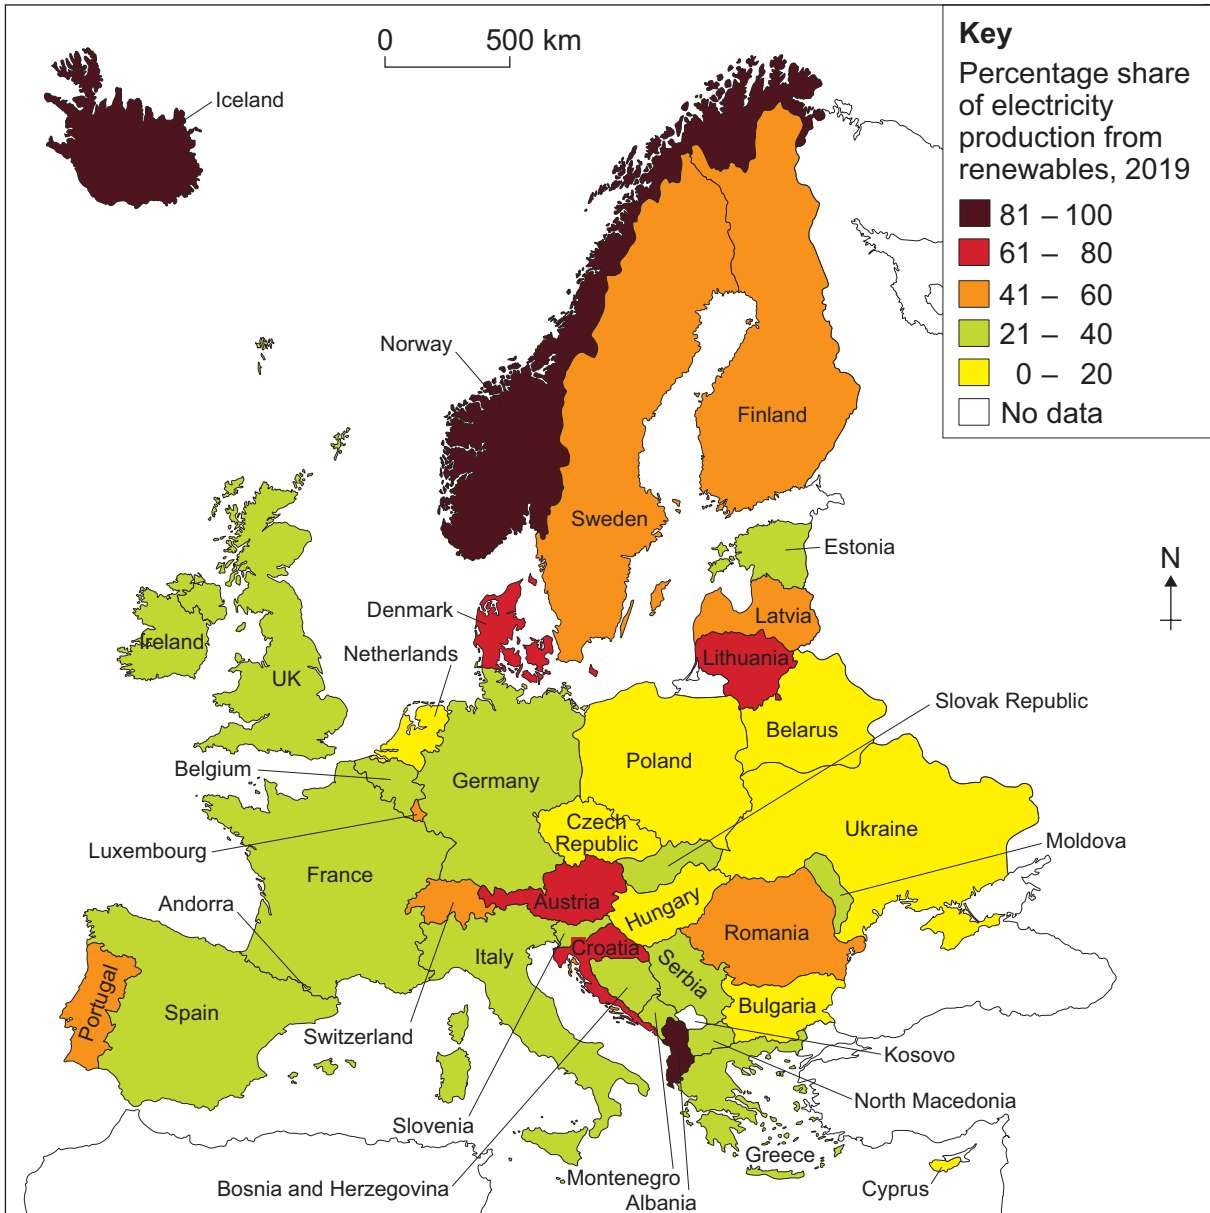 0 500 km
Key
Percentage share
of electricity
production from
renewables, 2019
81 – 100
61 – 80
41 – 60
21 – 40
0 – 20
No data
Iceland
Norway
Finland
Sweden
Estonia
N
Denmark
Latvia
Ireland
Netherlands
Lithuania
UK
Slovak Republic
Belarus
Belgium
Poland
Germany
Czech
Republic
Ukraine
Moldova
Luxembourg
France
Andorra
Austria
Hungary
Romania
Croatia
Italy
Serbia
Portugal
Spain
Bulgaria
Switzerland
Kosovo
North Macedonia
Slovenia
Greece
Montenegro
Bosnia and Herzegovina
Cyprus
Albania